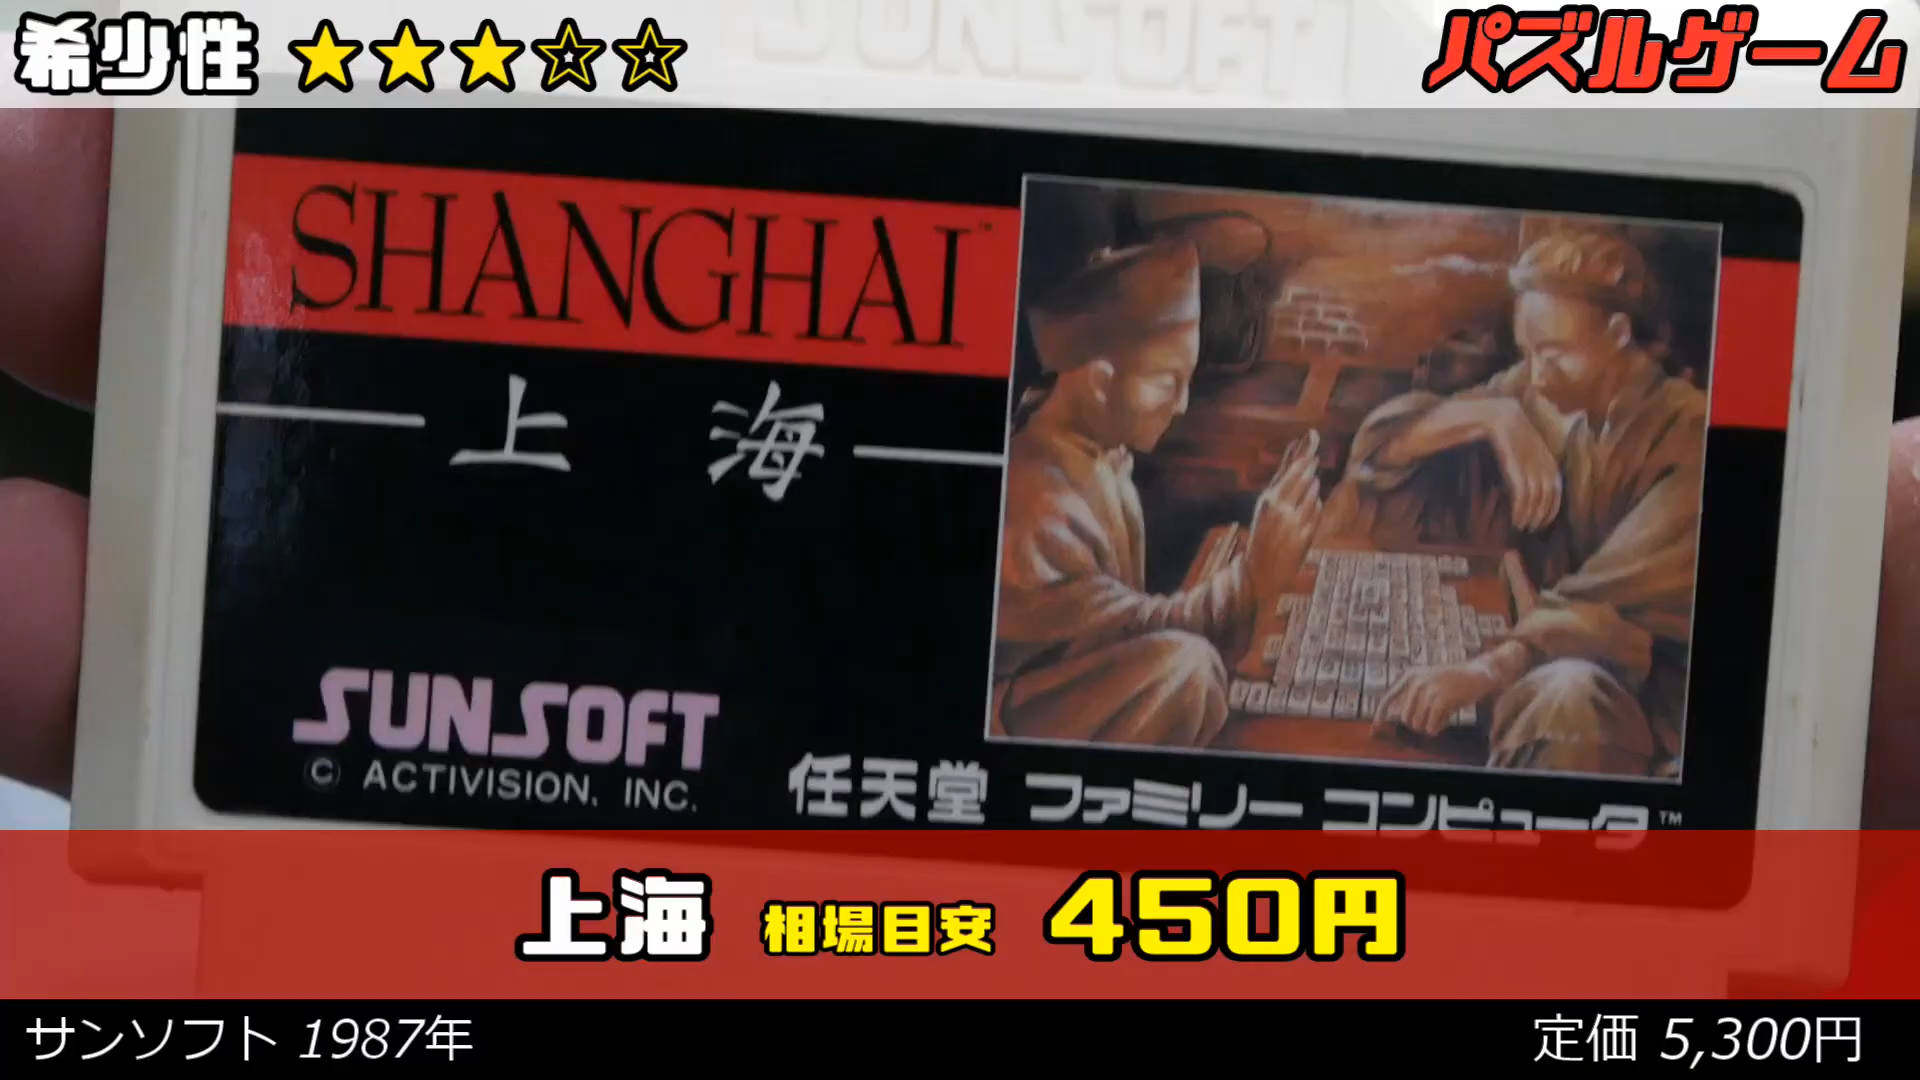 希少性 ★★★☆☆
パズルゲーム
SUNSOFT
SHANGHAI™
上海
SUNSOFT
© ACTIVISION, INC.
任天堂 ファミリー コンピュータ™
上海 相場目安 450円
サンソフト 1987年
定価 5,300円